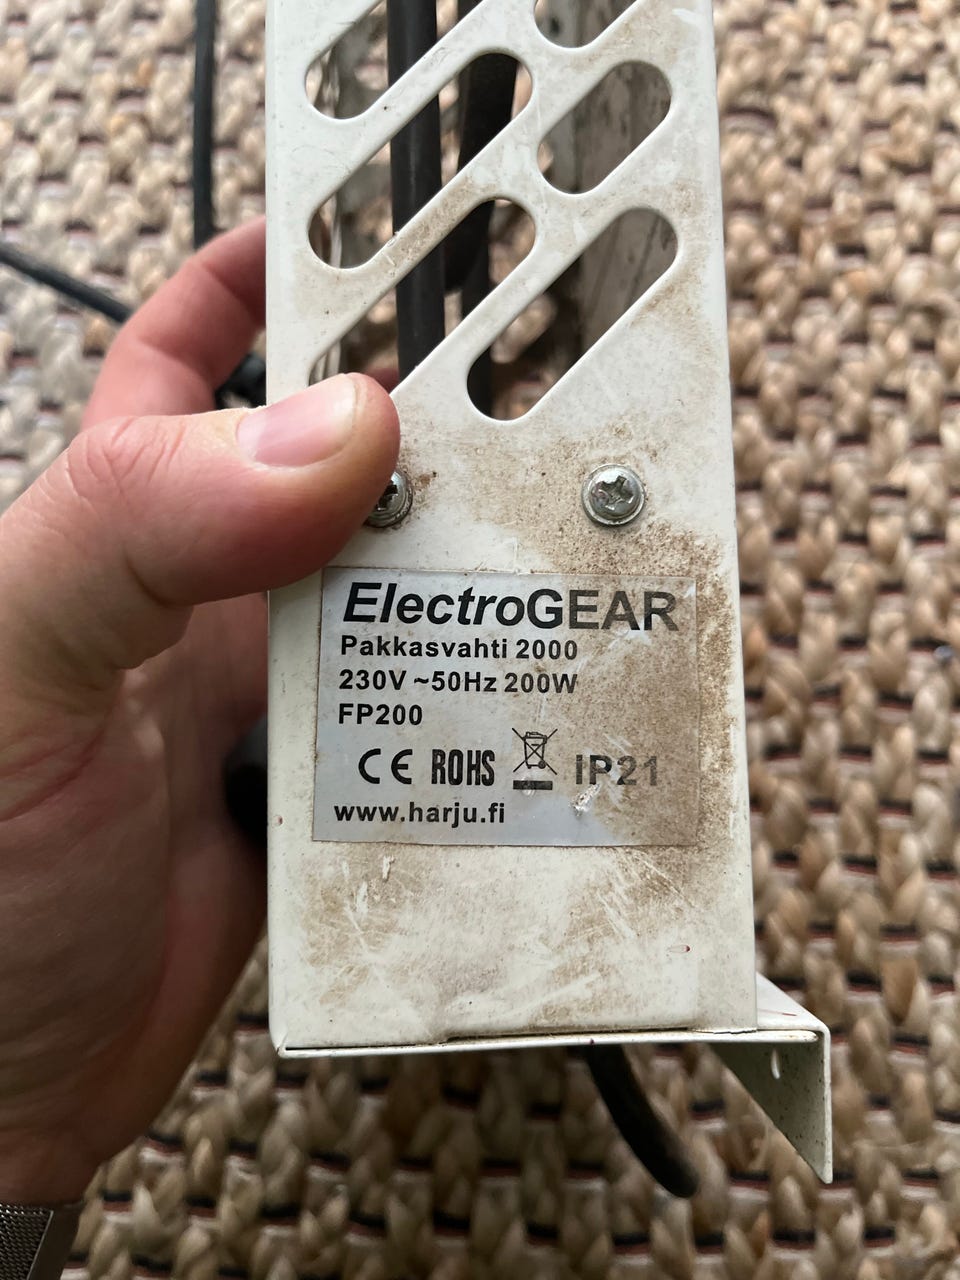 ElectroGEAR
Pakkasvahti 2000
230V ~50Hz 200W
FP200
CE ROHS IP21
www.harju.fi